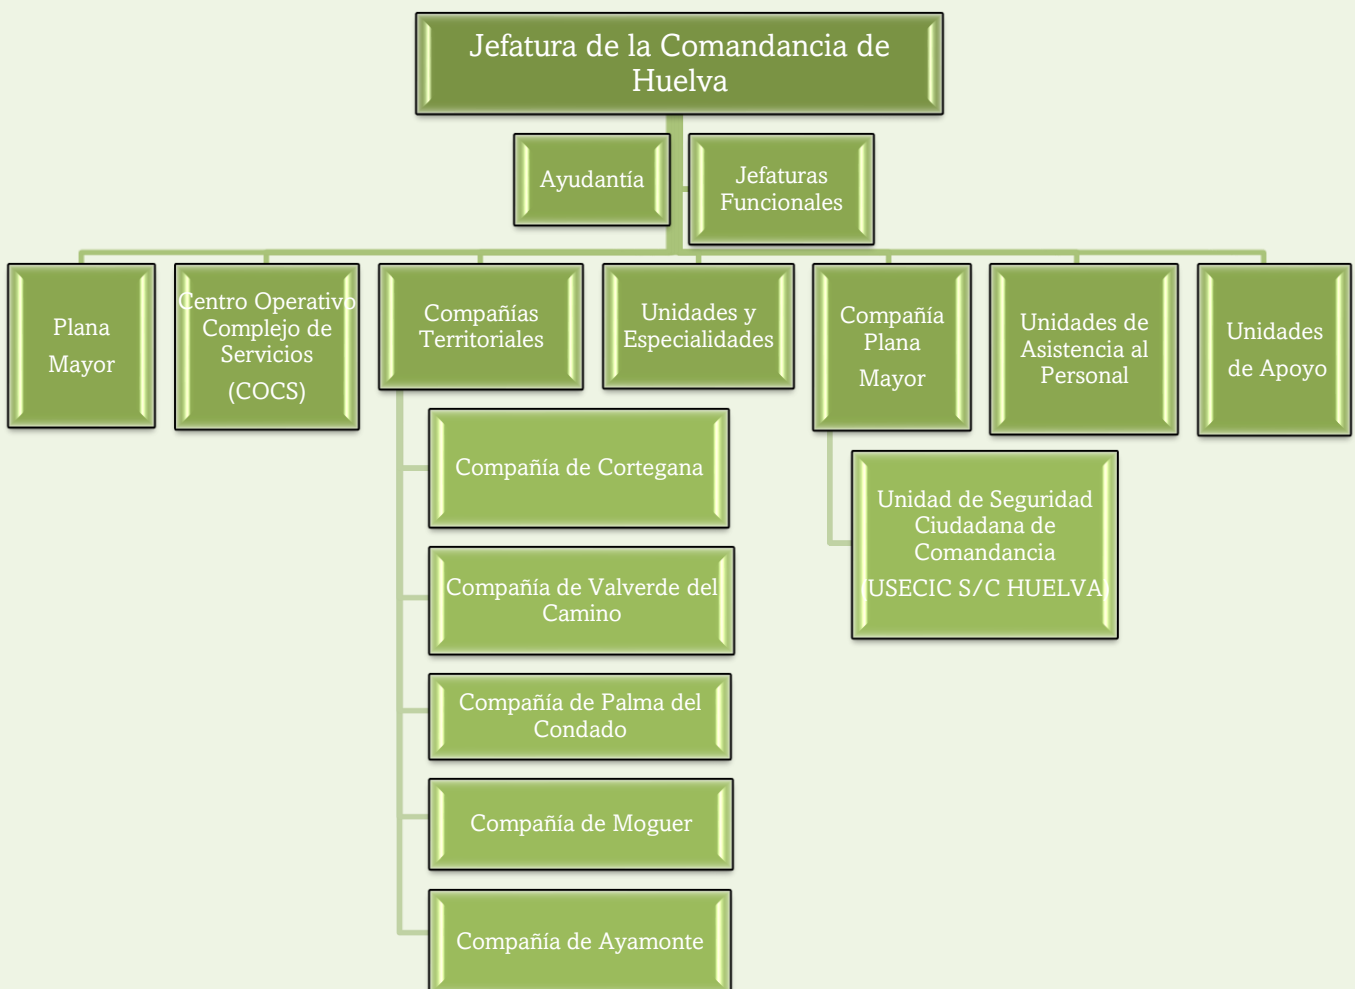 Jefatura de la Comandancia de
Huelva
Ayudantía
Jefaturas
Funcionales
Plana
Mayor
Centro Operativo
Complejo de
Servicios
(COCS)
Compañías
Territoriales
Unidades y
Especialidades
Compañía
Plana
Mayor
Unidades de
Asistencia al
Personal
Unidades
de Apoyo
Compañía de Cortegana
Compañía de Valverde del
Camino
Compañía de Palma del
Condado
Compañía de Moguer
Compañía de Ayamonte
Unidad de Seguridad
Ciudadana de
Comandancia
(USECIC S/C HUELVA)